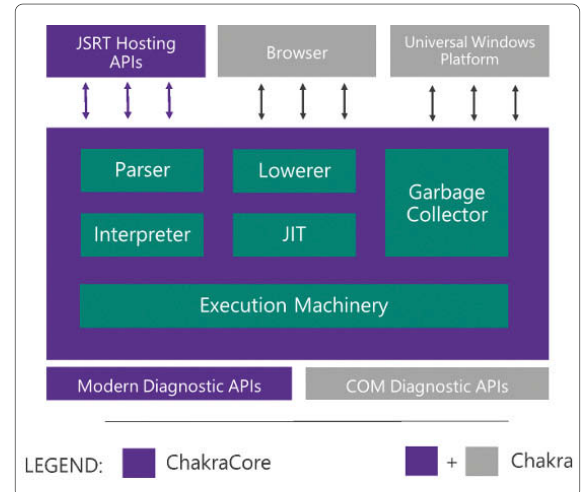 JSRT Hosting
APIs
Browser
Universal Windows
Platform
Parser
Lowerer
Garbage
Collector
Interpreter
JIT
Execution Machinery
Modern Diagnostic APIs
COM Diagnostic APIs
LEGEND:
ChakraCore
+
Chakra